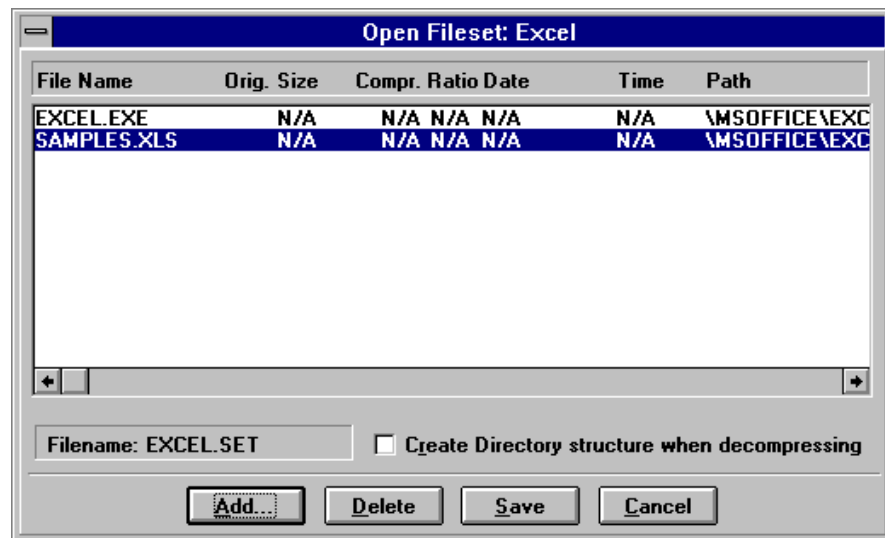 Open Fileset: Excel
File Name Orig. Size Compr. Ratio Date Time Path
EXCEL.EXE N/A N/A N/A N/A N/A \MSOFFICE\EXC
SAMPLES.XLS N/A N/A N/A N/A N/A \MSOFFICE\EXC
Filename: EXCEL.SET Create Directory structure when decompressing
Add... Delete Save Cancel